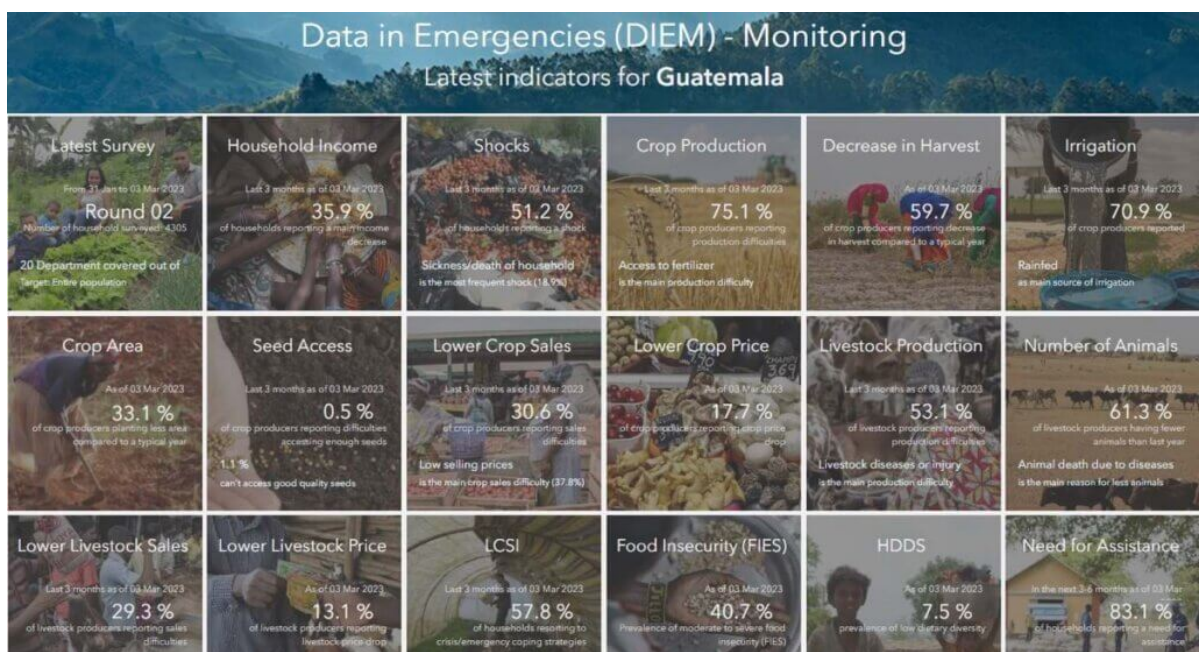 Data in Emergencies (DIEM) - Monitoring
Latest indicators for Guatemala
Latest Survey
From 31 Jan to 03 Mar 2023
Round 02
Number of household surveyed: 4305
20 Department covered out of
Target: Entire population
Household Income
Last 3 months as of 03 Mar 2023
35.9 %
of households reporting a main income
decrease
Shocks
Last 3 months as of 03 Mar 2023
51.2 %
of households reporting a shock
Sickness/death of household
is the most frequent shock (18.9%)
Crop Production
Last 3 months as of 03 Mar 2023
75.1 %
of crop producers reporting
production difficulties
Access to fertilizer
is the main production difficulty
Decrease in Harvest
As of 03 Mar 2023
59.7 %
of crop producers reporting decrease
in harvest compared to a typical year
Irrigation
Last 3 months as of 03 Mar 2023
70.9 %
of crop producers reported
Rainfed
as main source of irrigation
Crop Area
As of 03 Mar 2023
33.1 %
of crop producers planting less area
compared to a typical year
Seed Access
Last 3 months as of 03 Mar 2023
0.5 %
of crop producers reporting difficulties
accessing enough seeds
1.1 %
can't access good quality seeds
Lower Crop Sales
Last 3 months as of 03 Mar 2023
30.6 %
of crop producers reporting sales
difficulties
Low selling prices
is the main crop sales difficulty (37.8%)
Lower Crop Price
As of 03 Mar 2023
17.7 %
of crop producers reporting crop price
drop
Livestock Production
Last 3 months as of 03 Mar 2023
53.1 %
of livestock producers reporting
production difficulties
Livestock diseases or injury
is the main production difficulty
Number of Animals
As of 03 Mar 2023
61.3 %
of livestock producers having fewer
animals than last year
Animal death due to diseases
is the main reason for less animals
Lower Livestock Sales
Last 3 months as of 03 Mar 2023
29.3 %
of livestock producers reporting sales
difficulties
Lower Livestock Price
As of 03 Mar 2023
13.1 %
of livestock producers reporting
livestock price drop
LCSI
Last 3 months as of 03 Mar 2023
57.8 %
of households resorting to
crisis/emergency coping strategies
Food Insecurity (FIES)
As of 03 Mar 2023
40.7 %
Prevalence of moderate to severe food
insecurity (FIES)
HDDS
As of 03 Mar 2023
7.5 %
prevalence of low dietary diversity
Need for Assistance
In the next 3-6 months as of 03 Mar
83.1 %
of households reporting a need for
assistance